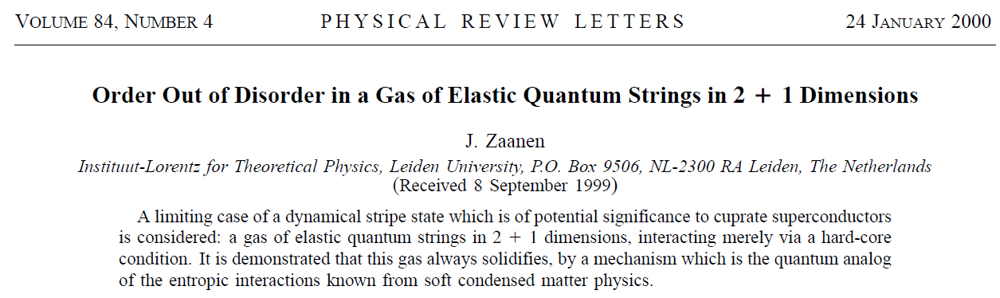 VOLUME 84, NUMBER 4 PHYSICAL REVIEW LETTERS 24 JANUARY 2000
Order Out of Disorder in a Gas of Elastic Quantum Strings in 2 + 1 Dimensions
J. Zaanen
Instituut-Lorentz for Theoretical Physics, Leiden University, P.O. Box 9506, NL-2300 RA Leiden, The Netherlands
(Received 8 September 1999)
A limiting case of a dynamical stripe state which is of potential significance to cuprate superconductors
is considered: a gas of elastic quantum strings in 2 + 1 dimensions, interacting merely via a hard-core
condition. It is demonstrated that this gas always solidifies, by a mechanism which is the quantum analog
of the entropic interactions known from soft condensed matter physics.